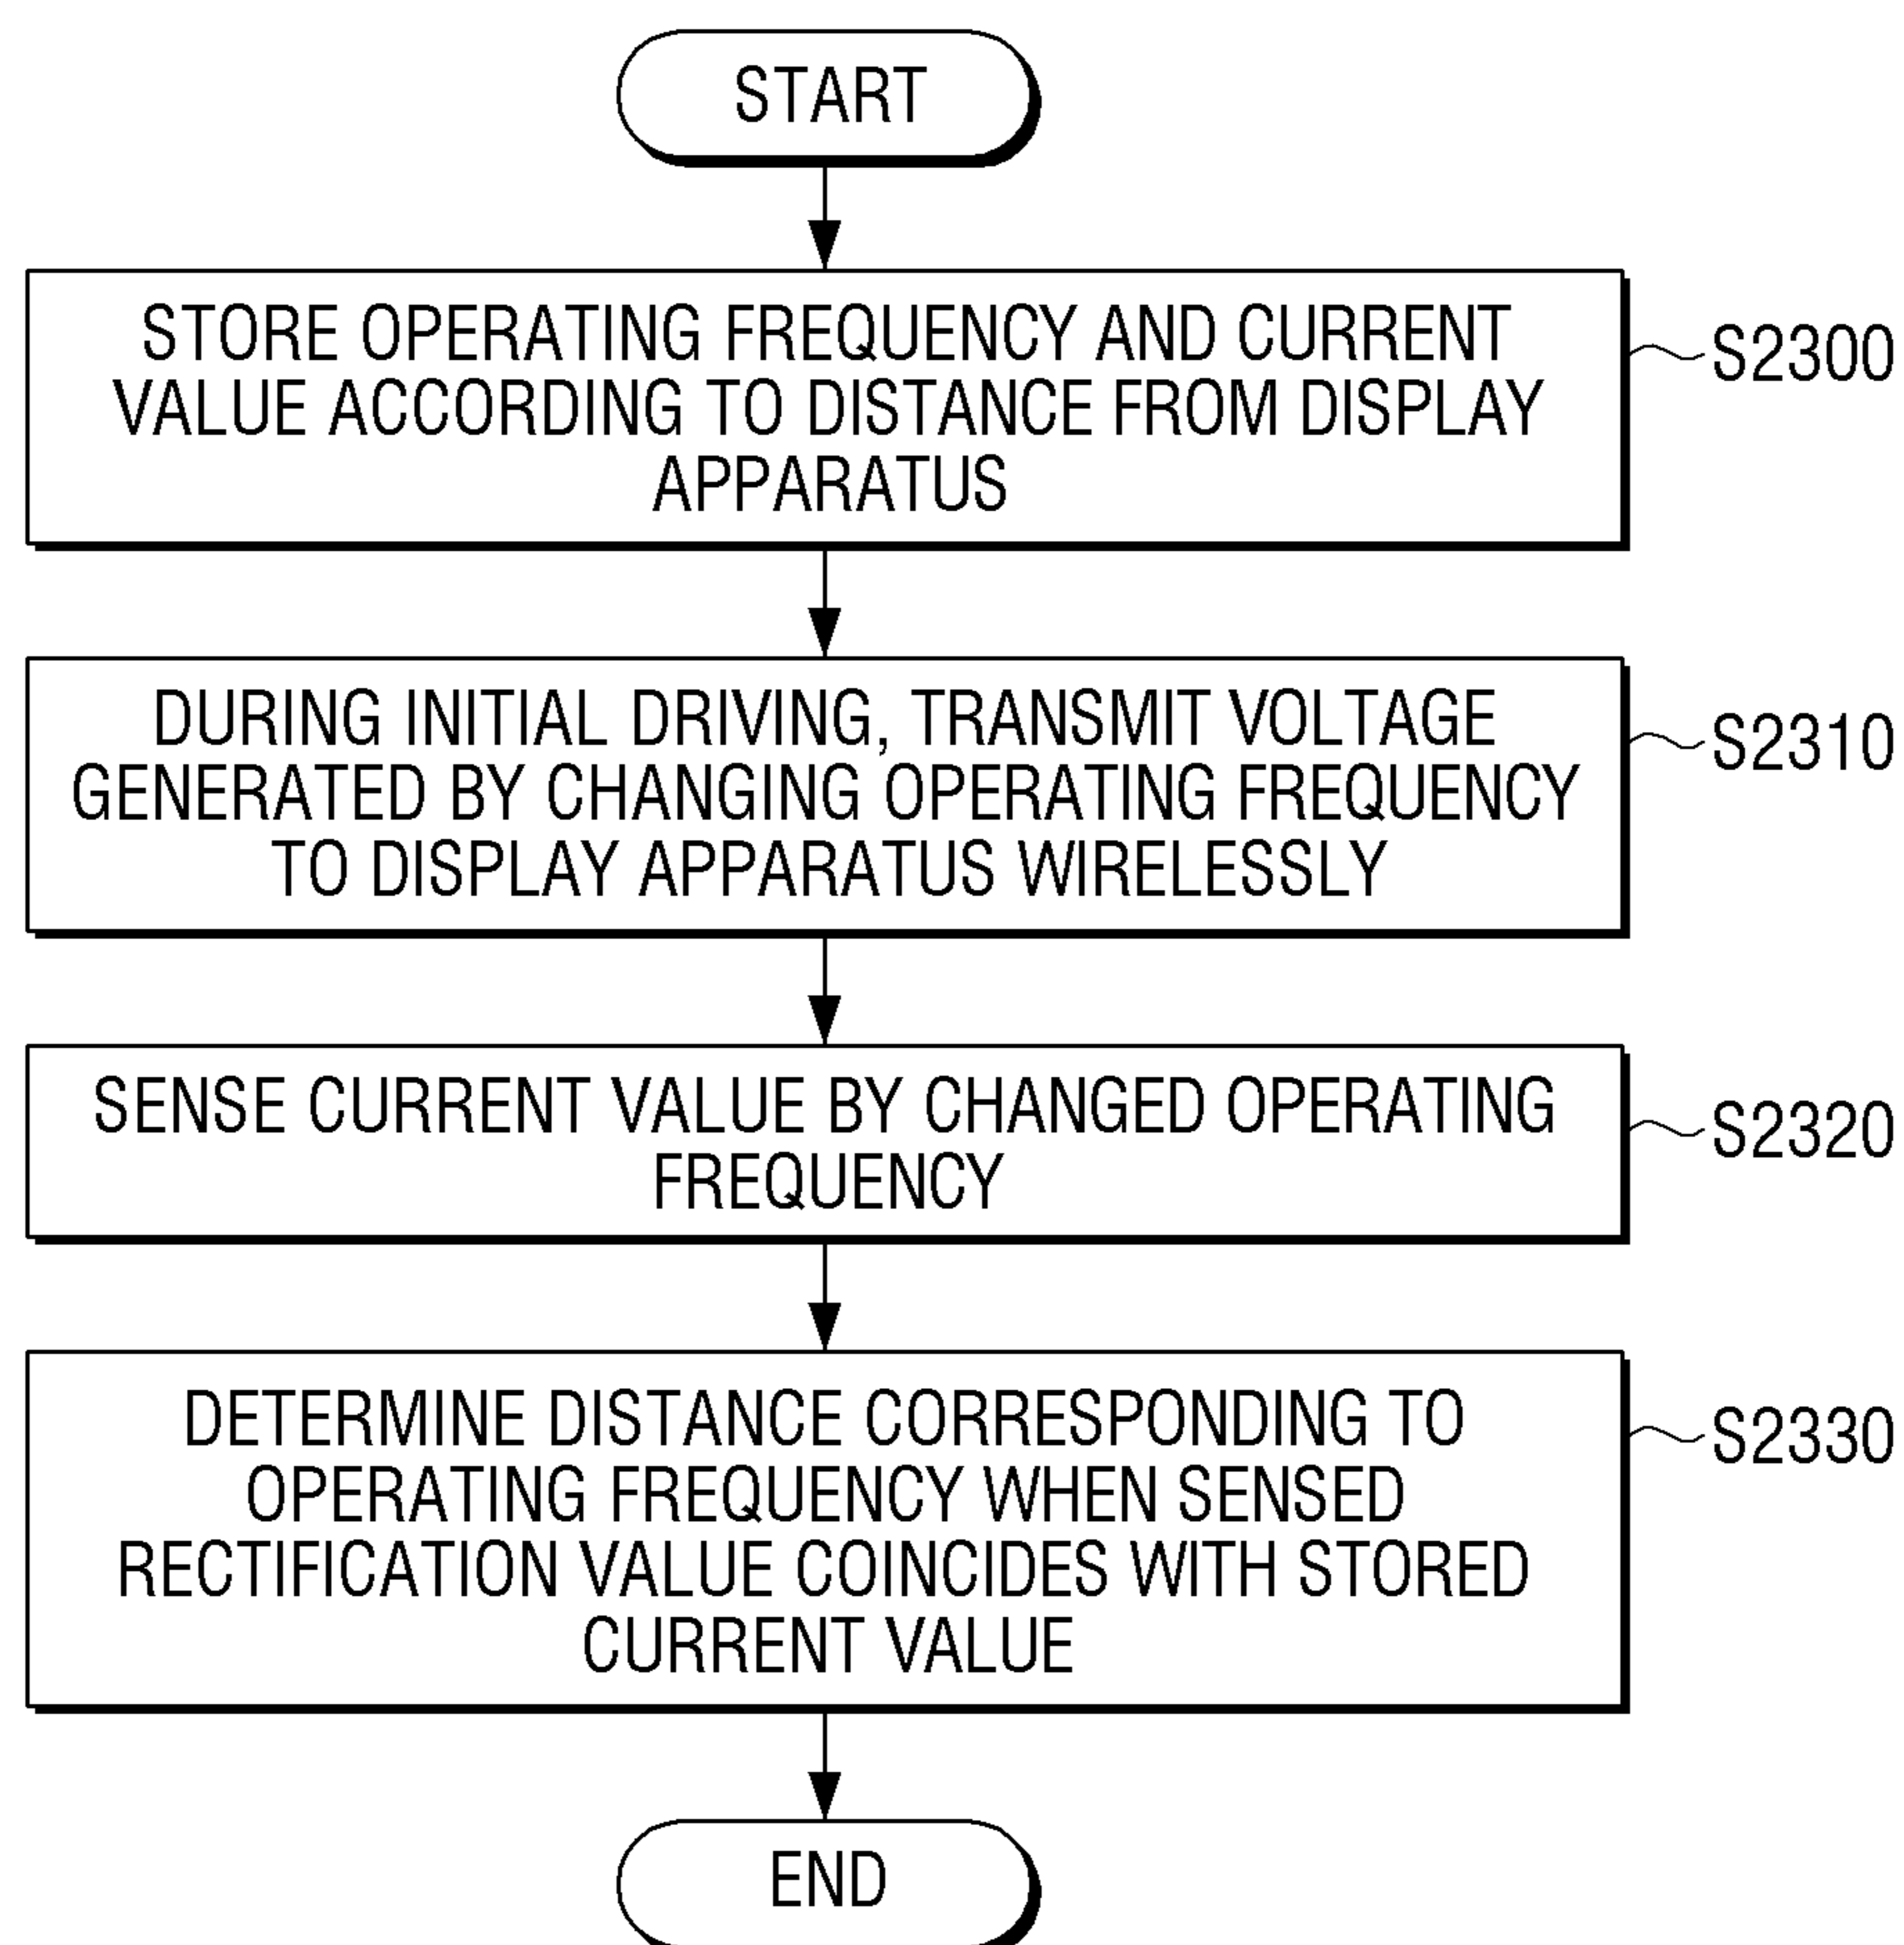 START
STORE OPERATING FREQUENCY AND CURRENT
VALUE ACCORDING TO DISTANCE FROM DISPLAY
APPARATUS
S2300
DURING INITIAL DRIVING, TRANSMIT VOLTAGE
GENERATED BY CHANGING OPERATING FREQUENCY
TO DISPLAY APPARATUS WIRELESSLY
S2310
SENSE CURRENT VALUE BY CHANGED OPERATING
FREQUENCY
S2320
DETERMINE DISTANCE CORRESPONDING TO
OPERATING FREQUENCY WHEN SENSED
RECTIFICATION VALUE COINCIDES WITH STORED
CURRENT VALUE
S2330
END